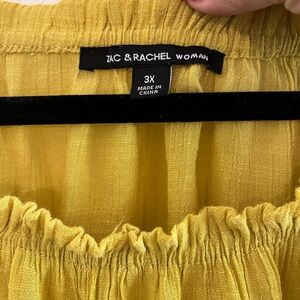 ZAC & RACHEL WOMAN
3X
MADE IN
CHINA